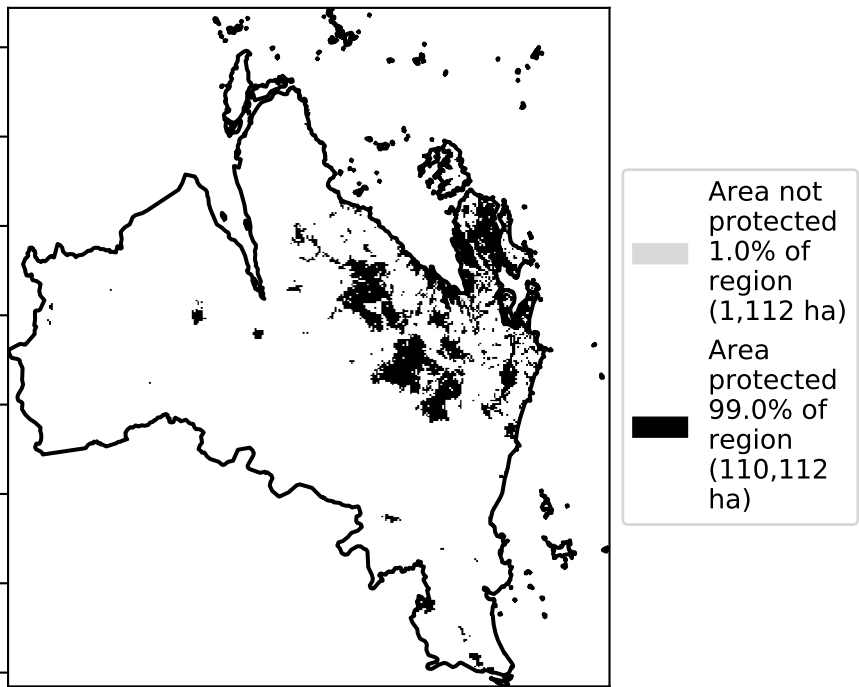 Area not
protected
1.0% of
region
(1,112 ha)
Area
protected
99.0% of
region
(110,112
ha)